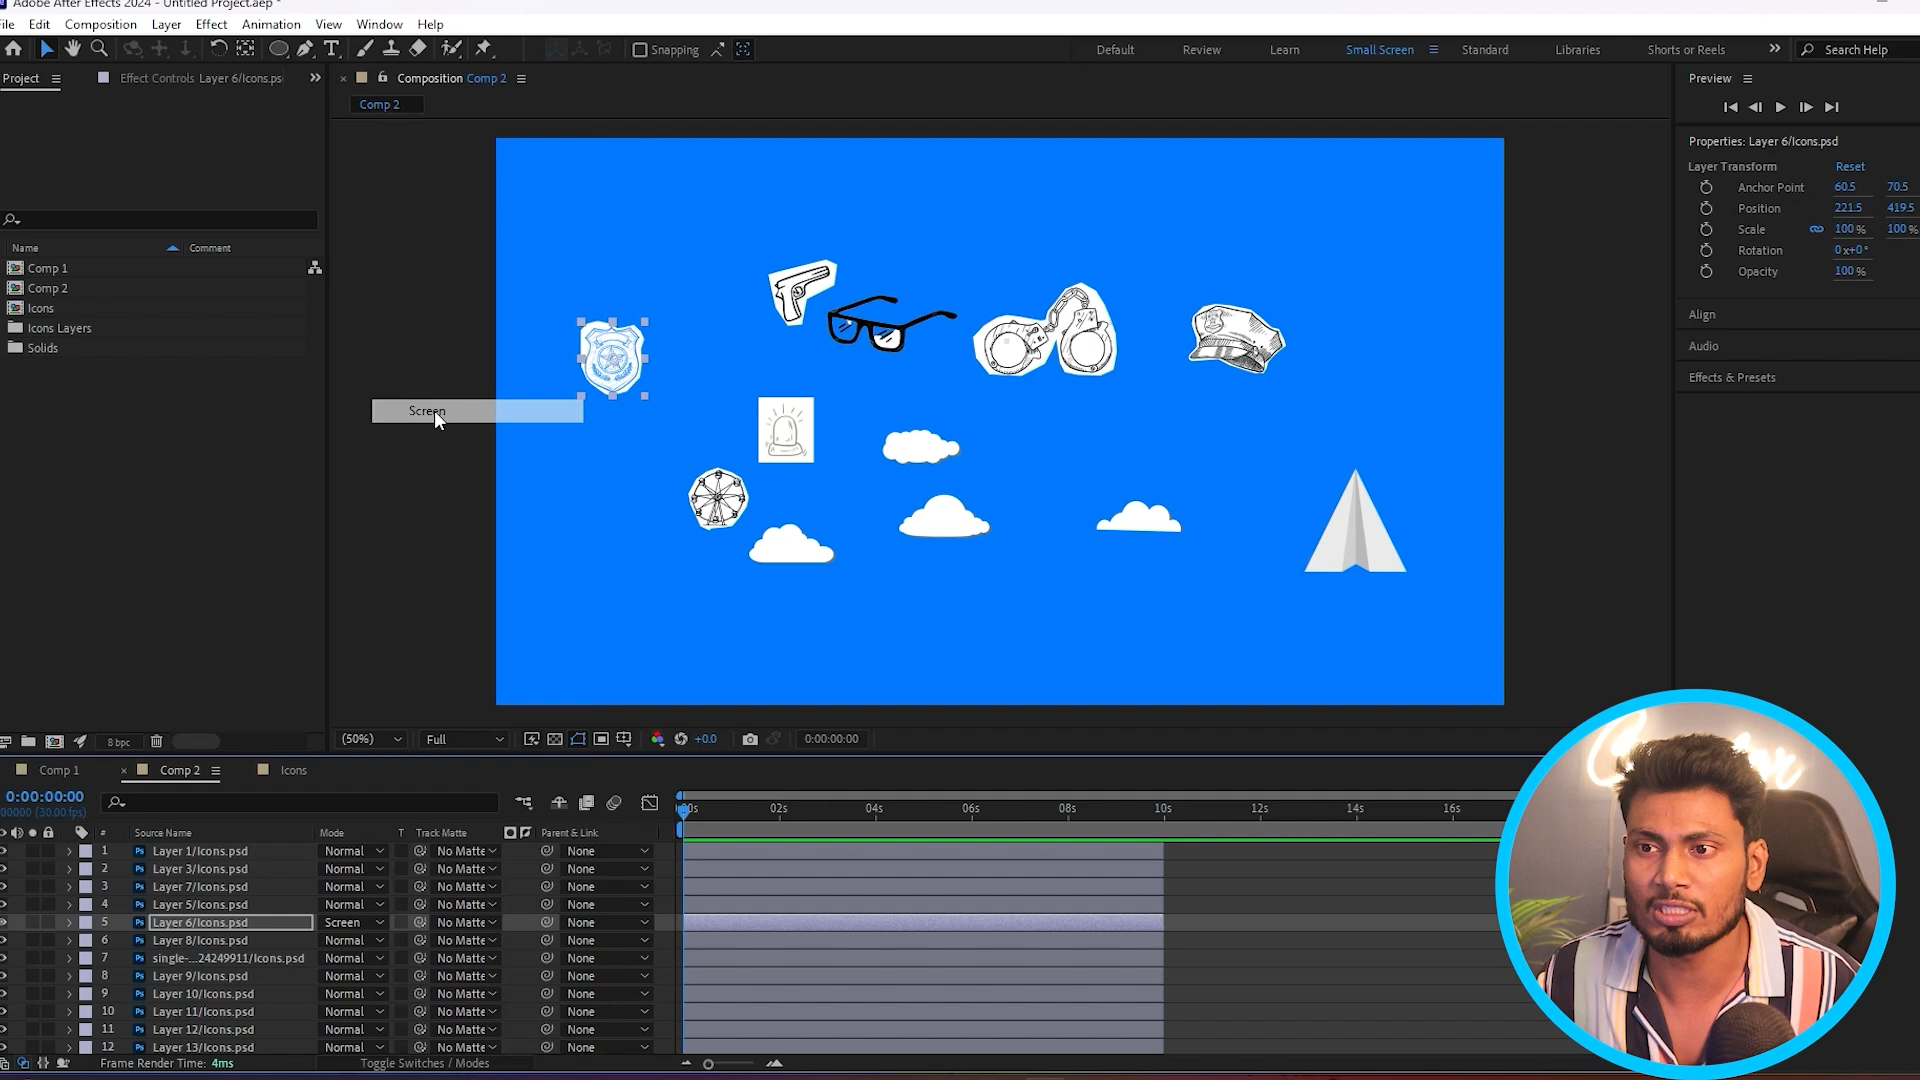 Adobe After Effects 2024 - Untitled Project.aep *
File Edit Composition Layer Effect Animation View Window Help
Snapping
Default Review Learn Small Screen Standard Libraries Shorts or Reels Search Help
Project Effect Controls Layer 6/Icons.ps
Composition Comp 2
Comp 2
Preview
Properties: Layer 6/Icons.psd
Layer Transform Reset
Anchor Point 60.5 70.5
Position 221.5 419.5
Scale 100 % 100 %
Rotation 0x+0°
Opacity 100 %
Align
Audio
Effects & Presets
Name Comment
Comp 1
Comp 2
Icons
Icons Layers
Solids
Screen
8 bpc
(50%) Full +0.0 0:00:00:00
Comp 1 Comp 2 Icons
0:00:00:00
00000 (30.00 fps)
00s 02s 04s 06s 08s 10s 12s 14s 16s
# Source Name Mode T Track Matte Parent & Link
1 Layer 1/Icons.psd Normal No Matte None
2 Layer 3/Icons.psd Normal No Matte None
3 Layer 7/Icons.psd Normal No Matte None
4 Layer 5/Icons.psd Normal No Matte None
5 Layer 6/Icons.psd Screen No Matte None
6 Layer 8/Icons.psd Normal No Matte None
7 single-...24249911/Icons.psd Normal No Matte None
8 Layer 9/Icons.psd Normal No Matte None
9 Layer 10/Icons.psd Normal No Matte None
10 Layer 11/Icons.psd Normal No Matte None
11 Layer 12/Icons.psd Normal No Matte None
12 Layer 13/Icons.psd Normal No Matte None
Frame Render Time: 4ms Toggle Switches / Modes